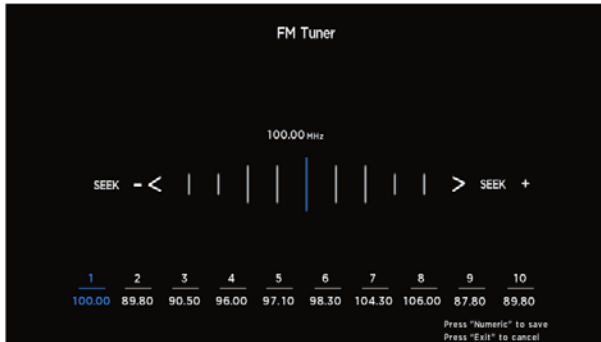 FM Tuner
100.00 MHz
SEEK - < > SEEK +
1 2 3 4 5 6 7 8 9 10
100.00 89.80 90.50 96.00 97.10 98.30 104.30 106.00 87.80 89.80
Press "Numeric" to save
Press "Exit" to cancel